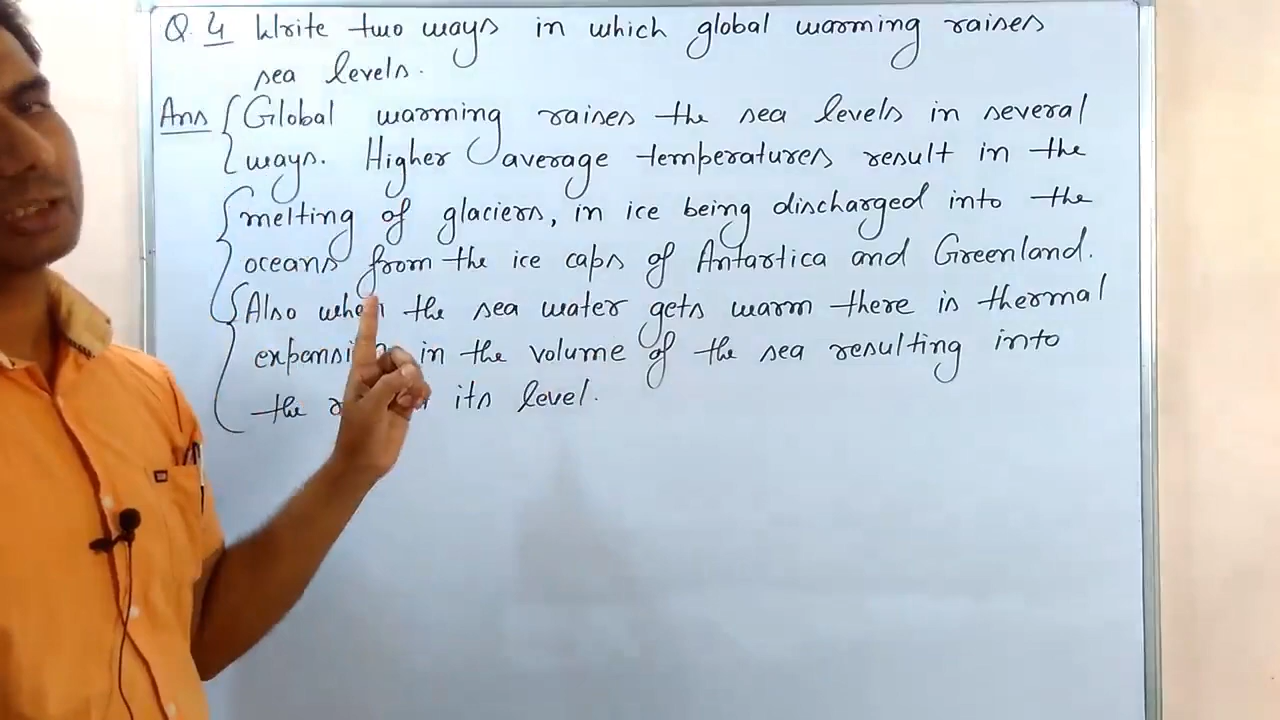 Q. 4 Write two ways in which global warming raises
sea levels.
Ans Global warming raises the sea levels in several
ways. Higher average temperatures result in the
melting of glaciers, in ice being discharged into the
oceans from the ice caps of Antartica and Greenland.
Also when the sea water gets warm there is thermal
in the volume of the sea resulting into
the its level.